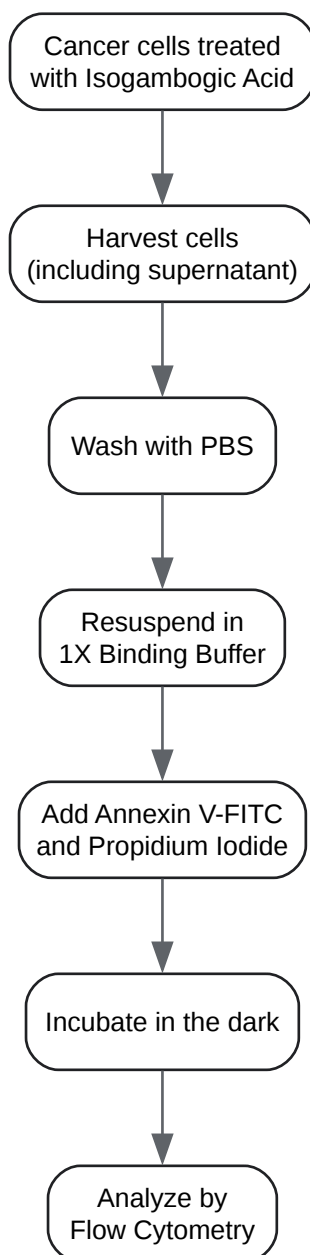 Cancer cells treated
with Isogambogic Acid
Harvest cells
(including supernatant)
Wash with PBS
Resuspend in
1X Binding Buffer
Add Annexin V-FITC
and Propidium Iodide
Incubate in the dark
Analyze by
Flow Cytometry